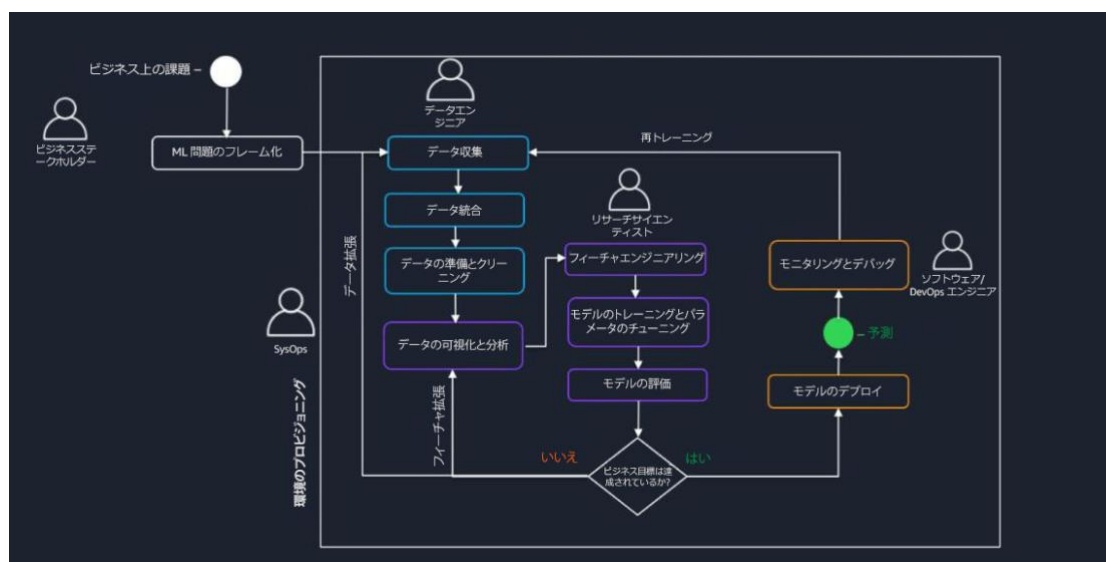 ビジネス上の課題 –
ビジネスステ
ークホルダー
ML 問題のフレーム化
データエン
ジニア
データ収集
再トレーニング
データ統合
データの準備とクリー
ニング
データの可視化と分析
データ拡張
フィーチャ拡張
SysOps
環境のプロビジョニング
リサーチサイエン
ティスト
フィーチャエンジニアリング
モデルのトレーニングとパラ
メータのチューニング
モデルの評価
いいえ
ビジネス目標は達
成されているか?
はい
モニタリングとデバッグ
ソフトウェア/
DevOps エンジニア
– 予測
モデルのデプロイ